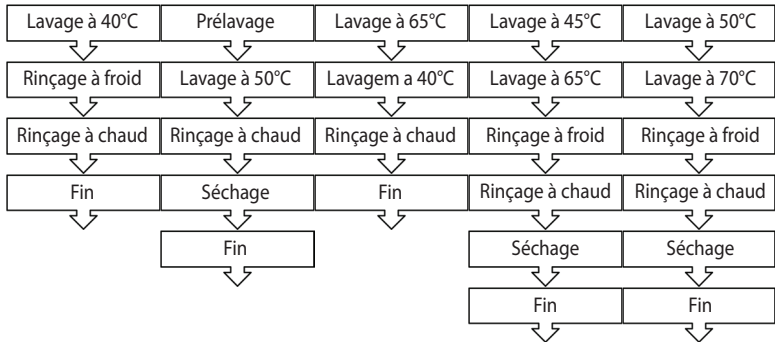 Lavage à 40°C Prélavage Lavage à 65°C Lavage à 45°C Lavage à 50°C
Rinçage à froid Lavage à 50°C Lavagem a 40°C Lavage à 65°C Lavage à 70°C
Rinçage à chaud Rinçage à chaud Rinçage à chaud Rinçage à froid Rinçage à froid
Fin Séchage Fin Rinçage à chaud Rinçage à chaud
Fin Séchage Séchage
Fin Fin